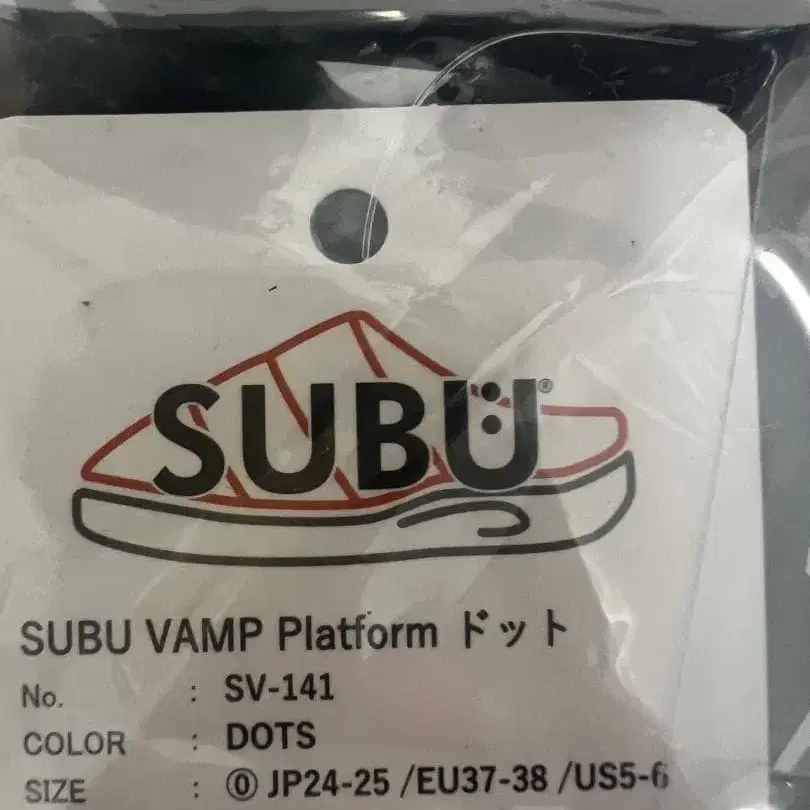 SUBU®
SUBU VAMP Platform ドット
No. : SV-141
COLOR : DOTS
SIZE : ⓪ JP24-25 /EU37-38 /US5-6